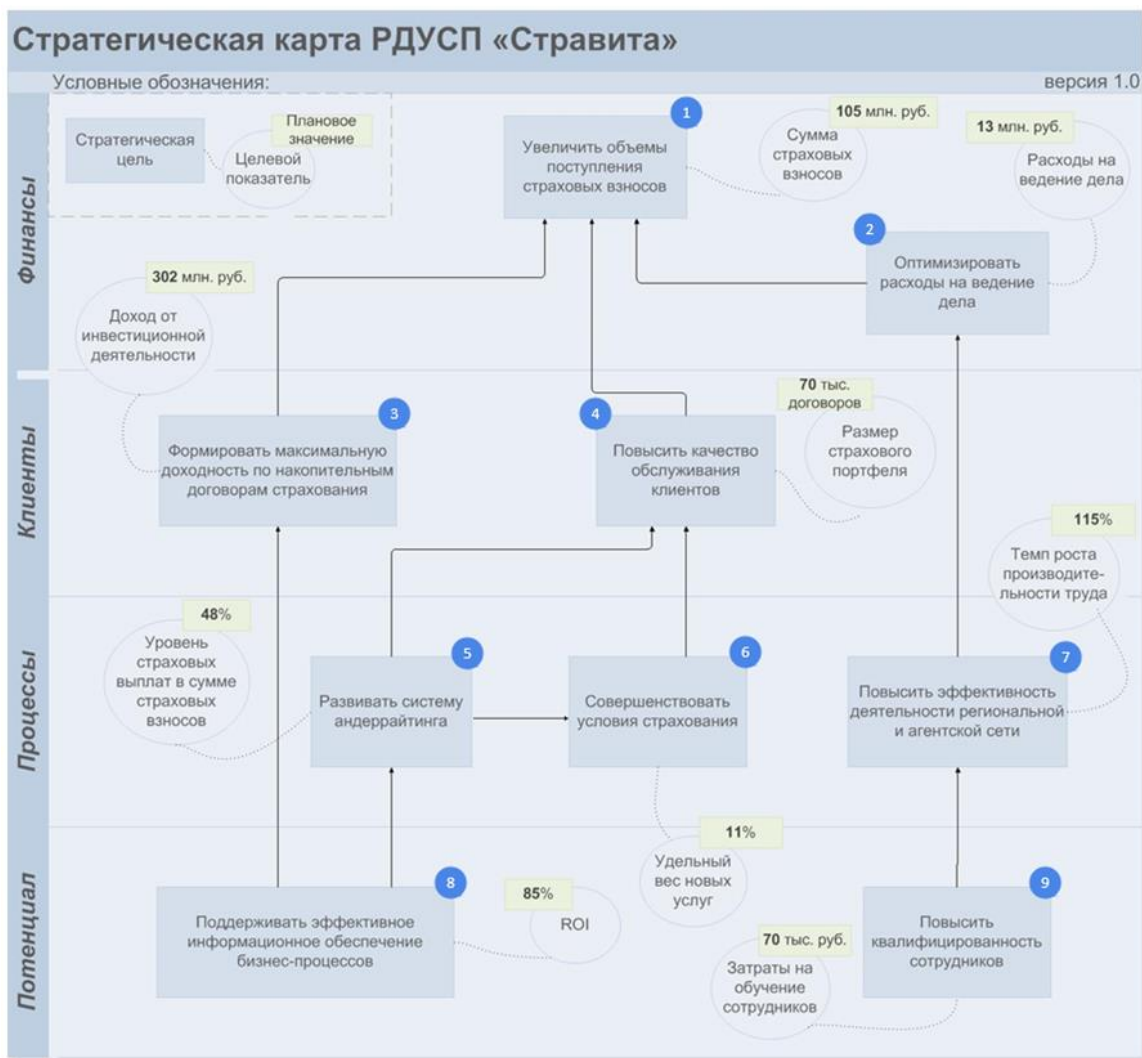 Стратегическая карта РДУСП «Стравита»
Условные обозначения:
версия 1.0
Финансы
Стратегическая
цель
Плановое
значение
Целевой
показатель
1
Увеличить объемы
поступления
страховых взносов
105 млн. руб.
Сумма
страховых
взносов
13 млн. руб.
Расходы на
ведение дела
2
Оптимизировать
расходы на ведение
дела
302 млн. руб.
Доход от
инвестиционной
деятельности
Клиенты
3
Формировать максимальную
доходность по накопительным
договорам страхования
4
Повысить качество
обслуживания
клиентов
70 тыс.
договоров
Размер
страхового
портфеля
115%
Темп роста
производите-
льности труда
Процессы
48%
Уровень
страховых
выплат в сумме
страховых
взносов
5
Развивать систему
андеррайтинга
6
Совершенствовать
условия страхования
7
Повысить эффективность
деятельности региональной
и агентской сети
Потенциал
8
Поддерживать эффективное
информационное обеспечение
бизнес-процессов
85%
ROI
11%
Удельный
вес новых
услуг
70 тыс. руб.
Затраты на
обучение
сотрудников
9
Повысить
квалифицированность
сотрудников